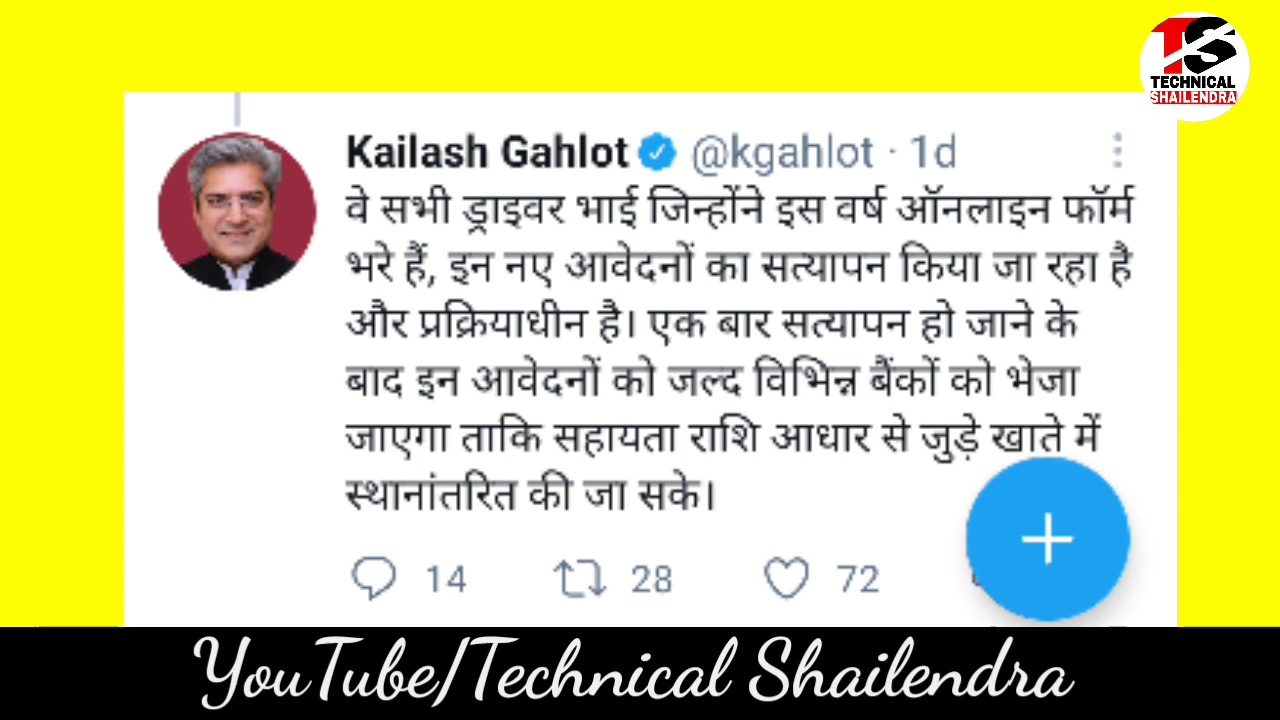 TS
TECHNICAL
SHAILENDRA
Kailash Gahlot @kgahlot · 1d
वे सभी ड्राइवर भाई जिन्होंने इस वर्ष ऑनलाइन फॉर्म
भरे हैं, इन नए आवेदनों का सत्यापन किया जा रहा है
और प्रक्रियाधीन है। एक बार सत्यापन हो जाने के
बाद इन आवेदनों को जल्द विभिन्न बैंकों को भेजा
जाएगा ताकि सहायता राशि आधार से जुड़े खाते में
स्थानांतरित की जा सके।
14 28 72
YouTube/Technical Shailendra